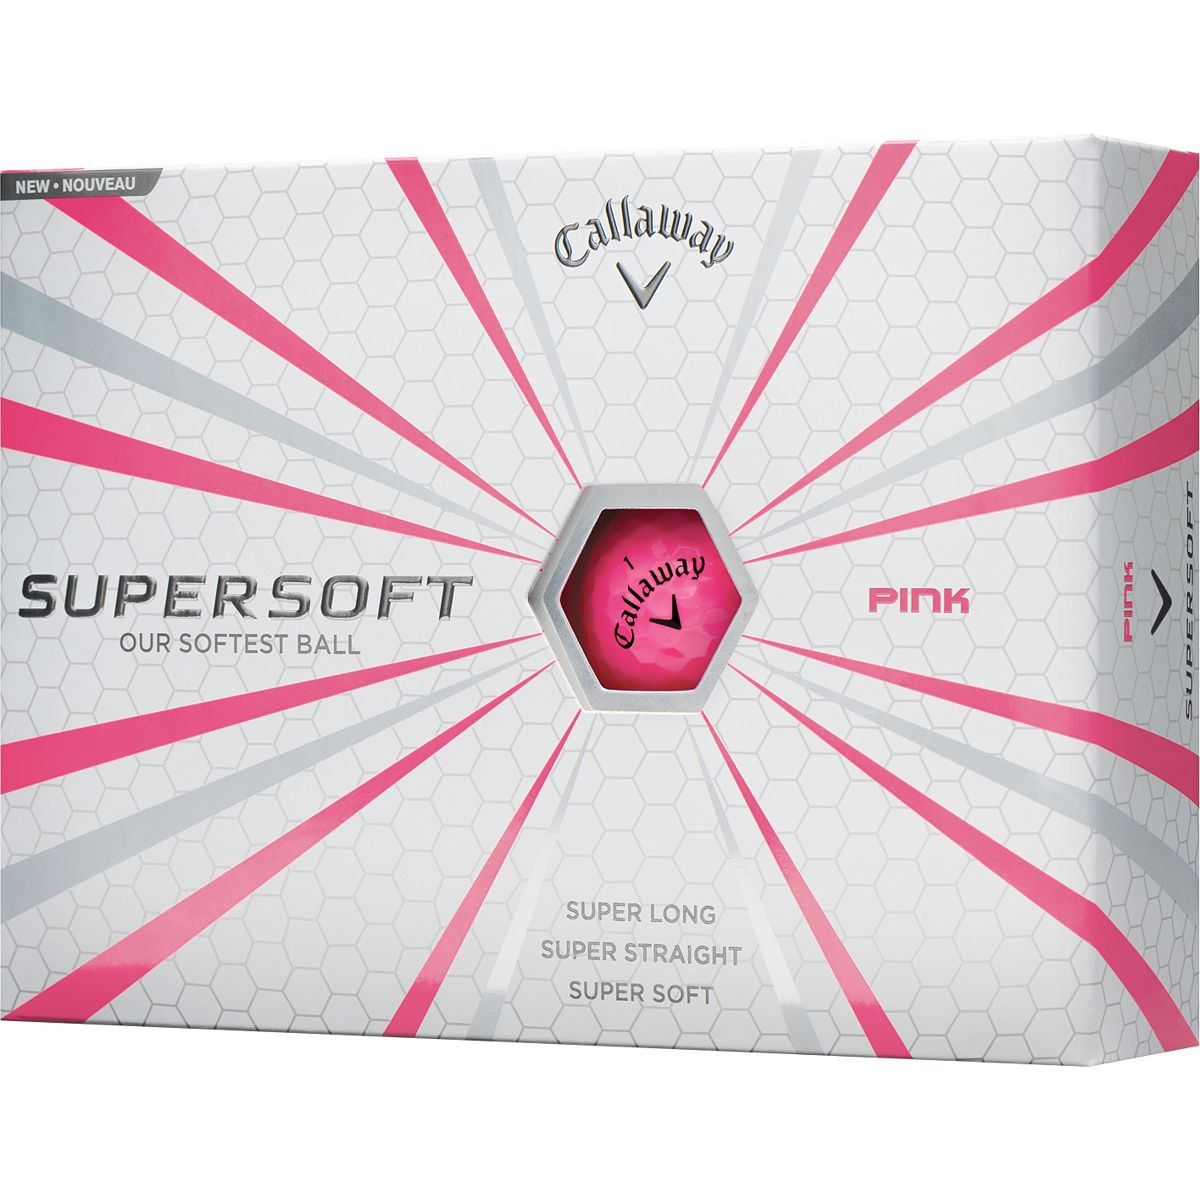 NEW • NOUVEAU
Callaway
SUPERSOFT
OUR SOFTEST BALL
1
Callaway
PINK
PINK
SUPERSOFT
SUPER LONG
SUPER STRAIGHT
SUPER SOFT